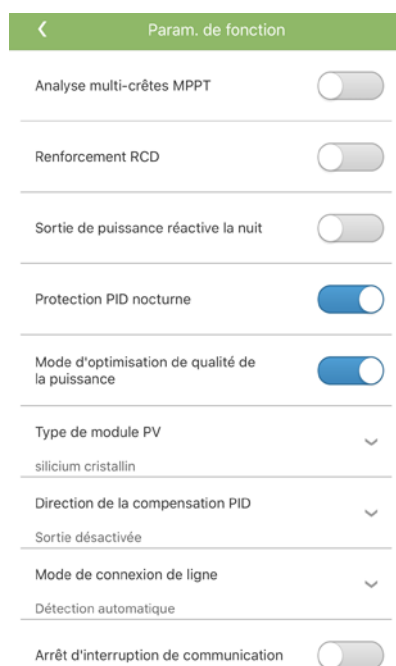 Param. de fonction
Analyse multi-crêtes MPPT
Renforcement RCD
Sortie de puissance réactive la nuit
Protection PID nocturne
Mode d'optimisation de qualité de
la puissance
Type de module PV
silicium cristallin
Direction de la compensation PID
Sortie désactivée
Mode de connexion de ligne
Détection automatique
Arrêt d'interruption de communication